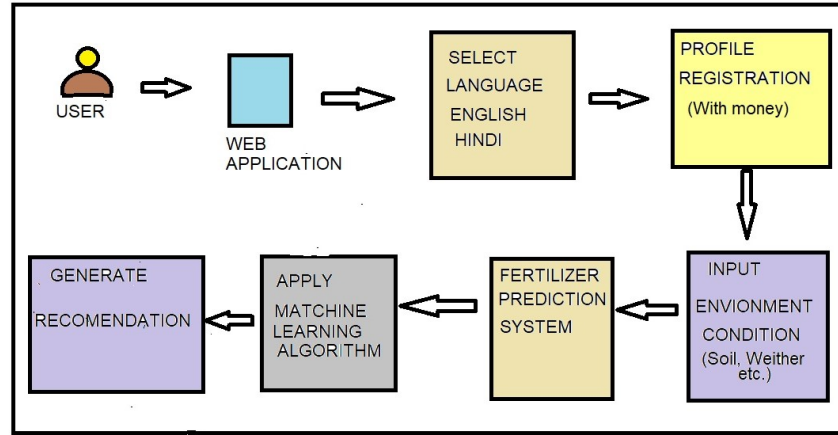 USER
WEB
APPLICATION
SELECT
LANGUAGE
ENGLISH
HINDI
PROFILE
REGISTRATION
(With money)
INPUT
ENVIONMENT
CONDITION
(Soil, Weither
etc.)
FERTILIZER
PREDICTION
SYSTEM
APPLY
MATCHINE
LEARNING
ALGORITHM
GENERATE
RECOMENDATION